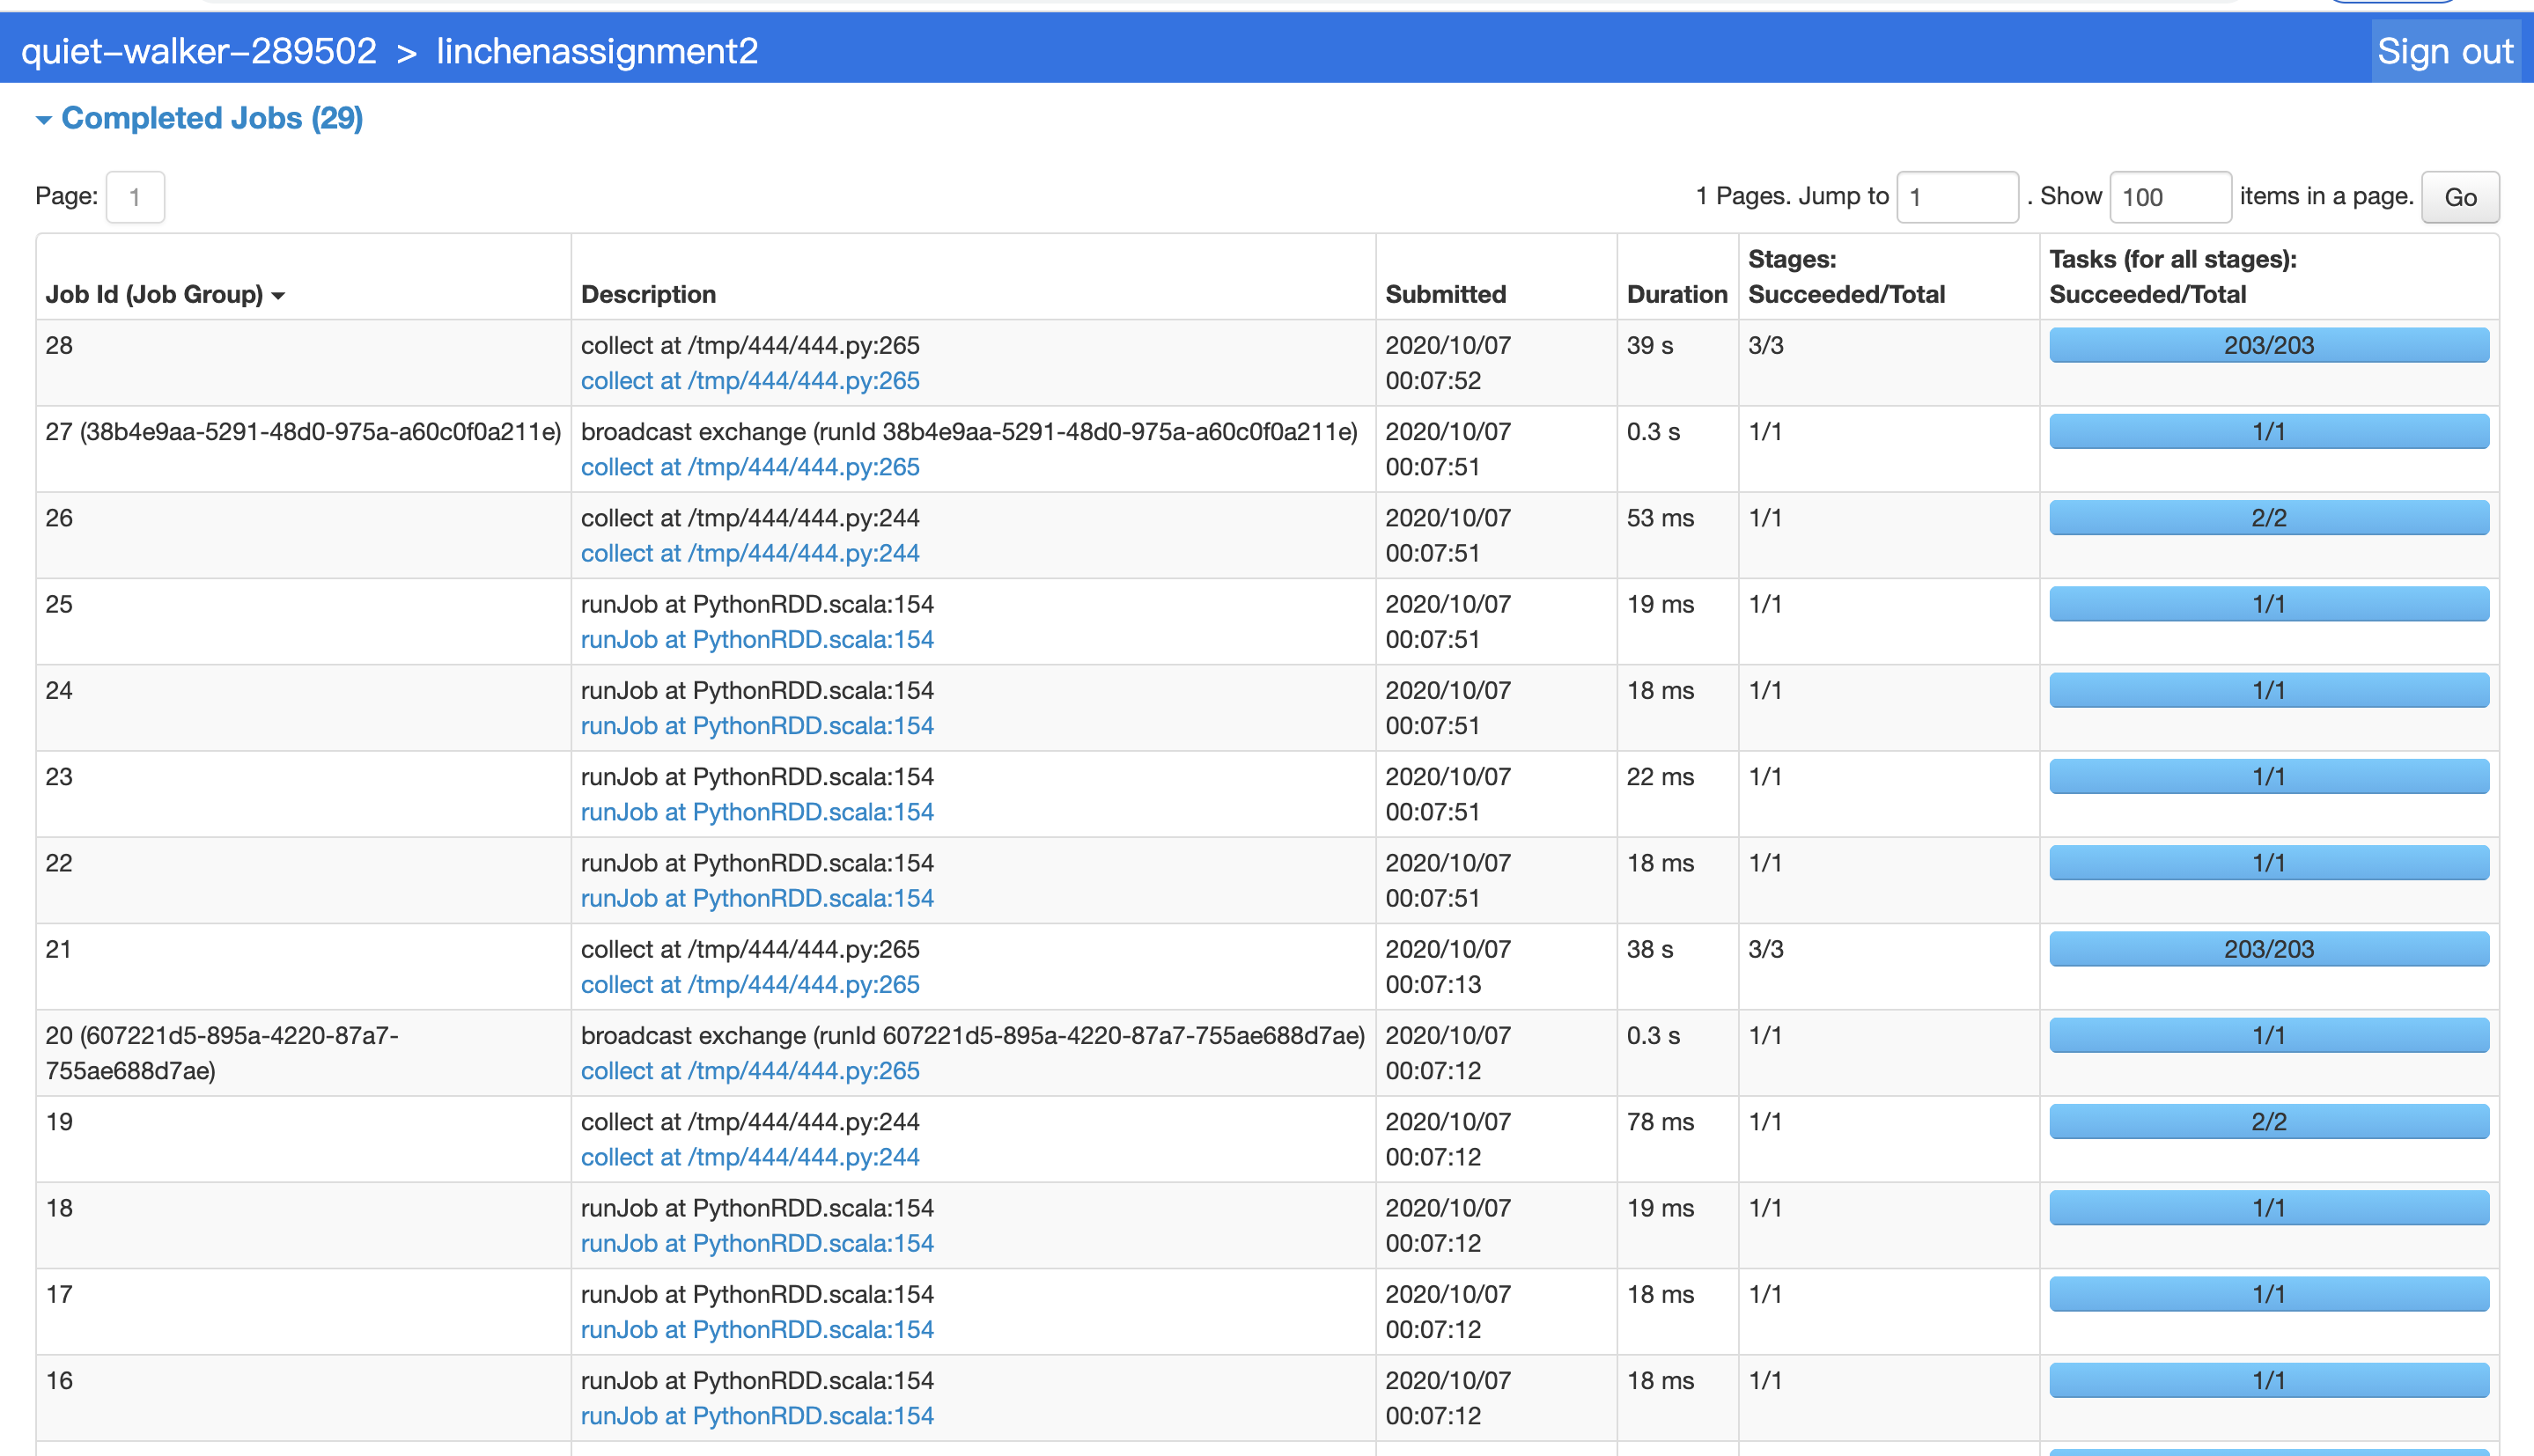 quiet-walker-289502 > linchenassignment2 Sign out
Completed Jobs (29)
Page: 1 1 Pages. Jump to 1 . Show 100 items in a page. Go
Job Id (Job Group) Description Submitted Duration Stages: Succeeded/Total Tasks (for all stages): Succeeded/Total
28 collect at /tmp/444/444.py:265 2020/10/07 39 s 3/3 203/203
collect at /tmp/444/444.py:265 00:07:52
27 (38b4e9aa-5291-48d0-975a-a60c0f0a211e) broadcast exchange (runId 38b4e9aa-5291-48d0-975a-a60c0f0a211e) 2020/10/07 0.3 s 1/1 1/1
collect at /tmp/444/444.py:265 00:07:51
26 collect at /tmp/444/444.py:244 2020/10/07 53 ms 1/1 2/2
collect at /tmp/444/444.py:244 00:07:51
25 runJob at PythonRDD.scala:154 2020/10/07 19 ms 1/1 1/1
runJob at PythonRDD.scala:154 00:07:51
24 runJob at PythonRDD.scala:154 2020/10/07 18 ms 1/1 1/1
runJob at PythonRDD.scala:154 00:07:51
23 runJob at PythonRDD.scala:154 2020/10/07 22 ms 1/1 1/1
runJob at PythonRDD.scala:154 00:07:51
22 runJob at PythonRDD.scala:154 2020/10/07 18 ms 1/1 1/1
runJob at PythonRDD.scala:154 00:07:51
21 collect at /tmp/444/444.py:265 2020/10/07 38 s 3/3 203/203
collect at /tmp/444/444.py:265 00:07:13
20 (607221d5-895a-4220-87a7- broadcast exchange (runId 607221d5-895a-4220-87a7-755ae688d7ae) 2020/10/07 0.3 s 1/1 1/1
755ae688d7ae) collect at /tmp/444/444.py:265 00:07:12
19 collect at /tmp/444/444.py:244 2020/10/07 78 ms 1/1 2/2
collect at /tmp/444/444.py:244 00:07:12
18 runJob at PythonRDD.scala:154 2020/10/07 19 ms 1/1 1/1
runJob at PythonRDD.scala:154 00:07:12
17 runJob at PythonRDD.scala:154 2020/10/07 18 ms 1/1 1/1
runJob at PythonRDD.scala:154 00:07:12
16 runJob at PythonRDD.scala:154 2020/10/07 18 ms 1/1 1/1
runJob at PythonRDD.scala:154 00:07:12